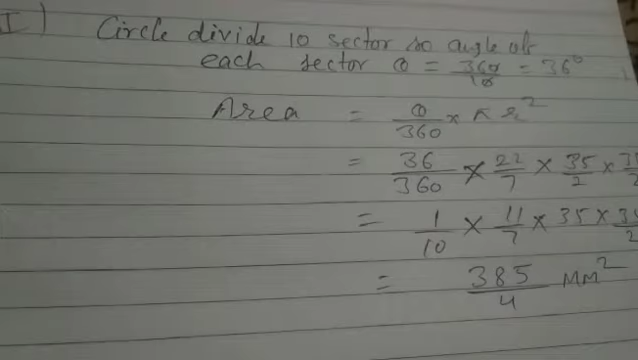 I) Circle divide 10 sector so angle of
each sector θ = 360/10 = 36°
Area = θ/360 × π r²
= 36/360 × 22/7 × 35/2 ×
= 1/10 × 11/7 × 35 ×
= 385/4 MM²